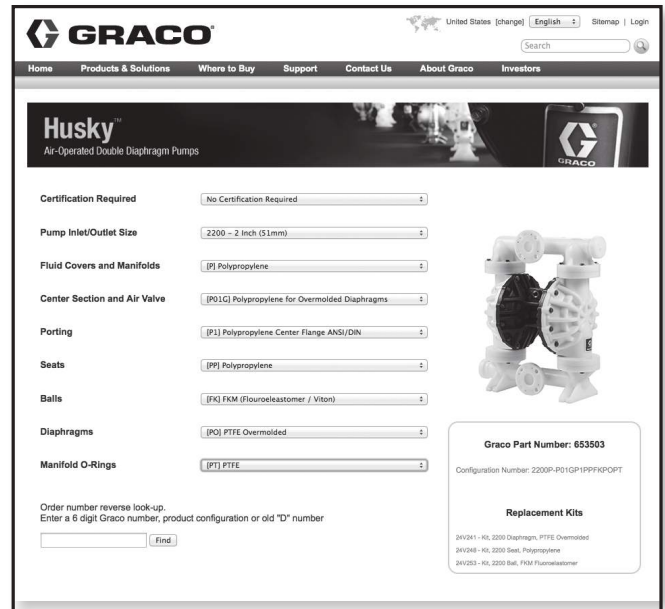 GRACO
United States [change] English Sitemap | Login
Search
Home Products & Solutions Where to Buy Support Contact Us About Graco Investors
Husky™
Air-Operated Double Diaphragm Pumps
GRACO
Certification Required No Certification Required
Pump Inlet/Outlet Size 2200 – 2 Inch (51mm)
Fluid Covers and Manifolds [P] Polypropylene
Center Section and Air Valve [P01G] Polypropylene for Overmolded Diaphragms
Porting [P1] Polypropylene Center Flange ANSI/DIN
Seats [PP] Polypropylene
Balls [FK] FKM (Flouroeleastomer / Viton)
Diaphragms [PO] PTFE Overmolded
Manifold O-Rings [PT] PTFE
Graco Part Number: 653503
Configuration Number: 2200P-P01GP1PPFKPOPT
Replacement Kits
24V241 - Kit, 2200 Diaphragm, PTFE Overmolded
24V248 - Kit, 2200 Seat, Polypropylene
24V253 - Kit, 2200 Ball, FKM Fluoroelastomer
Order number reverse look-up.
Enter a 6 digit Graco number, product configuration or old "D" number
Find